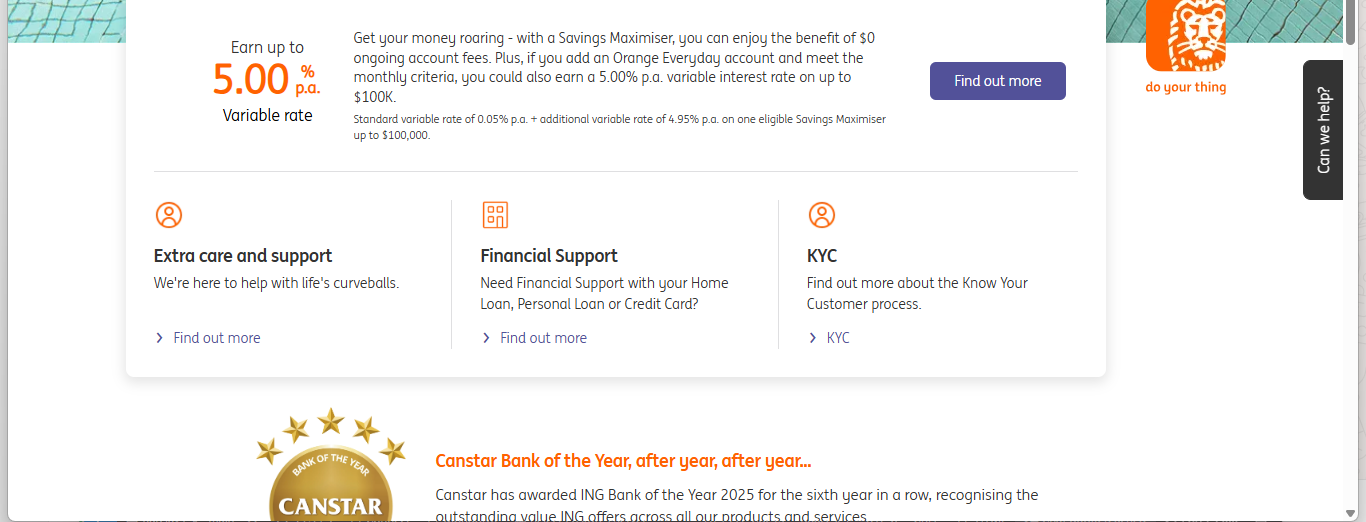 Earn up to
5.00 % p.a.
Variable rate
Get your money roaring - with a Savings Maximiser, you can enjoy the benefit of $0
ongoing account fees. Plus, if you add an Orange Everyday account and meet the
monthly criteria, you could also earn a 5.00% p.a. variable interest rate on up to
$100K.
Standard variable rate of 0.05% p.a. + additional variable rate of 4.95% p.a. on one eligible Savings Maximiser
up to $100,000.
Find out more
do your thing
Can we help?
Extra care and support
We're here to help with life's curveballs.
Find out more
Financial Support
Need Financial Support with your Home
Loan, Personal Loan or Credit Card?
Find out more
KYC
Find out more about the Know Your
Customer process.
KYC
BANK OF THE YEAR
CANSTAR
Canstar Bank of the Year, after year, after year...
Canstar has awarded ING Bank of the Year 2025 for the sixth year in a row, recognising the
outstanding value ING offers across all our products and services